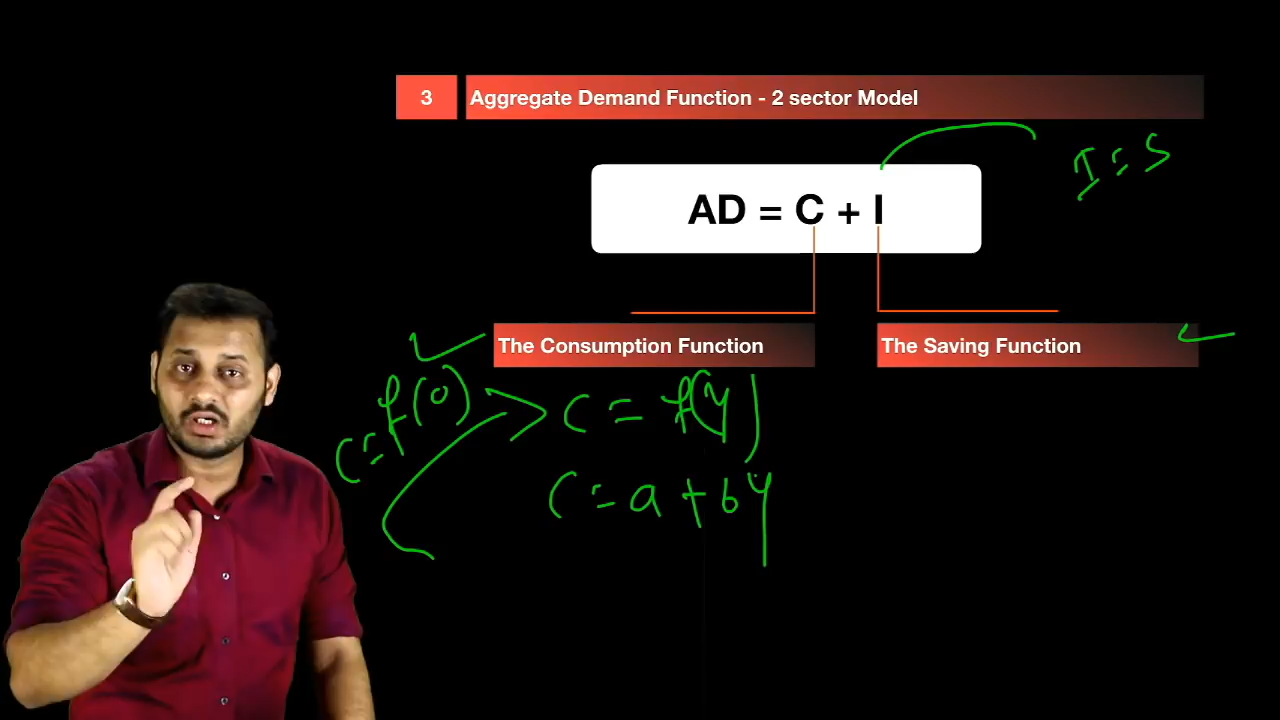 3 Aggregate Demand Function - 2 sector Model
I = S
AD = C + I
The Consumption Function
The Saving Function
C = f(0)
C = f(y)
C = a + by